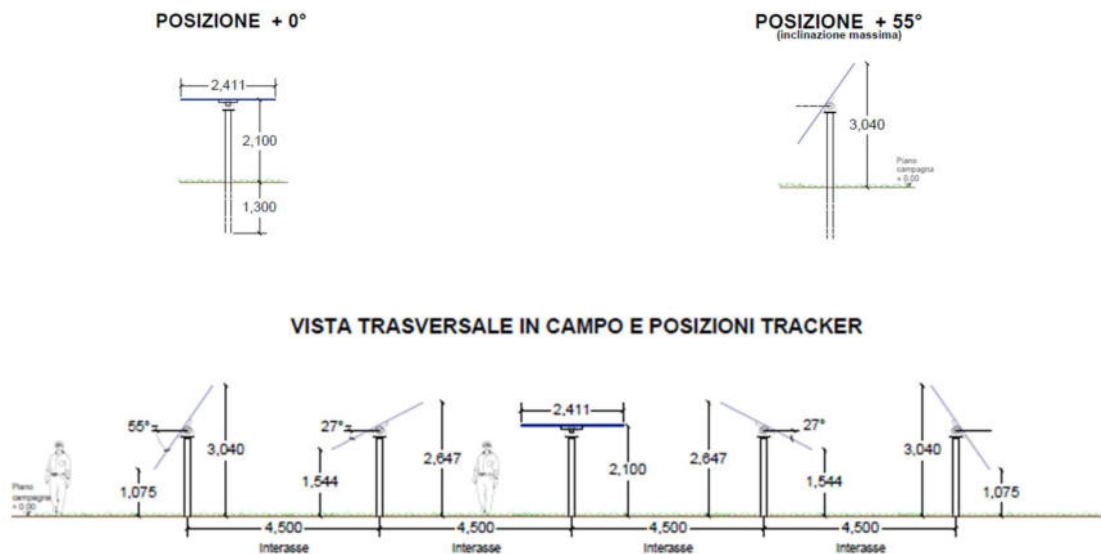 POSIZIONE + 0°
POSIZIONE + 55°
(inclinazione massima)
2,411
2,100
1,300
3,040
Piano
campagna
+ 0.00
VISTA TRASVERSALE IN CAMPO E POSIZIONI TRACKER
55°
3,040
1,075
27°
1,544
2,647
2,411
2,100
2,647
27°
1,544
3,040
1,075
Piano
campagna
+ 0.00
4,500
4,500
4,500
4,500
Interasse
Interasse
Interasse
Interasse